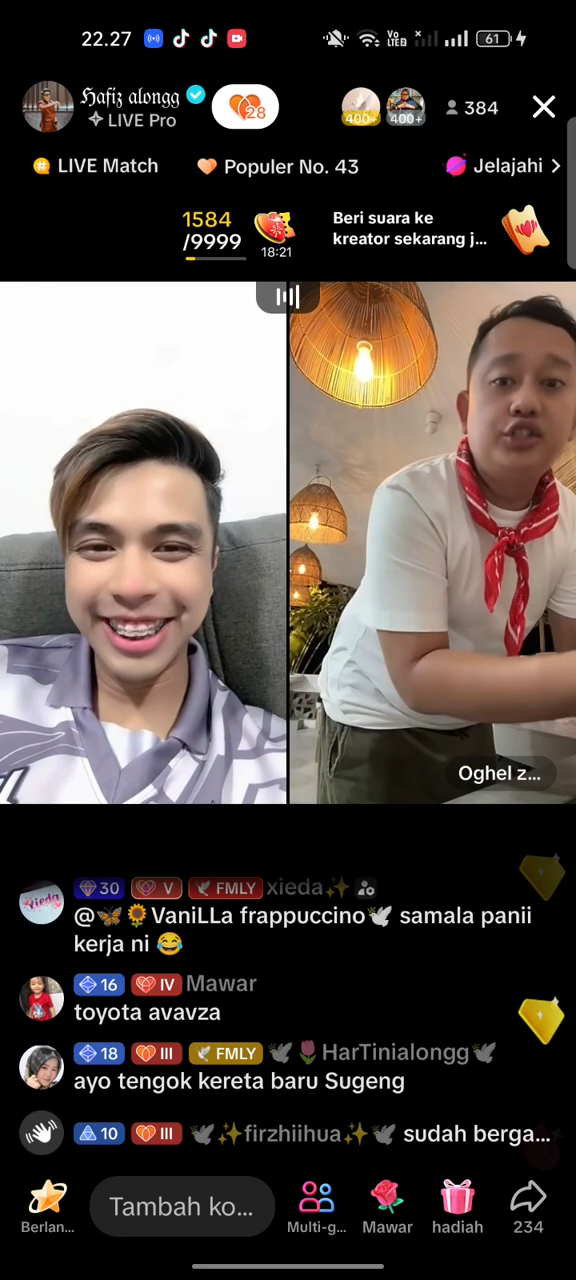 22.27
Vo
LTE2
61
Hafiz alongg
LIVE Pro
28
400+
400+
384
LIVE Match
Populer No. 43
Jelajahi
1584
/9999
18:21
Beri suara ke
kreator sekarang j...
Oghel z...
Xieda
30 V FMLY xieda✨
@🦋🌻VaniLLa frappuccino🕊️ samala panii
kerja ni 😂
16 IV Mawar
toyota avavza
18 III FMLY 🕊️🌷HarTinialongg🕊️
ayo tengok kereta baru Sugeng
10 III 🕊️✨firzhiihua✨🕊️ sudah berga...
Berlan...
Tambah ko...
Multi-g...
Mawar
hadiah
234